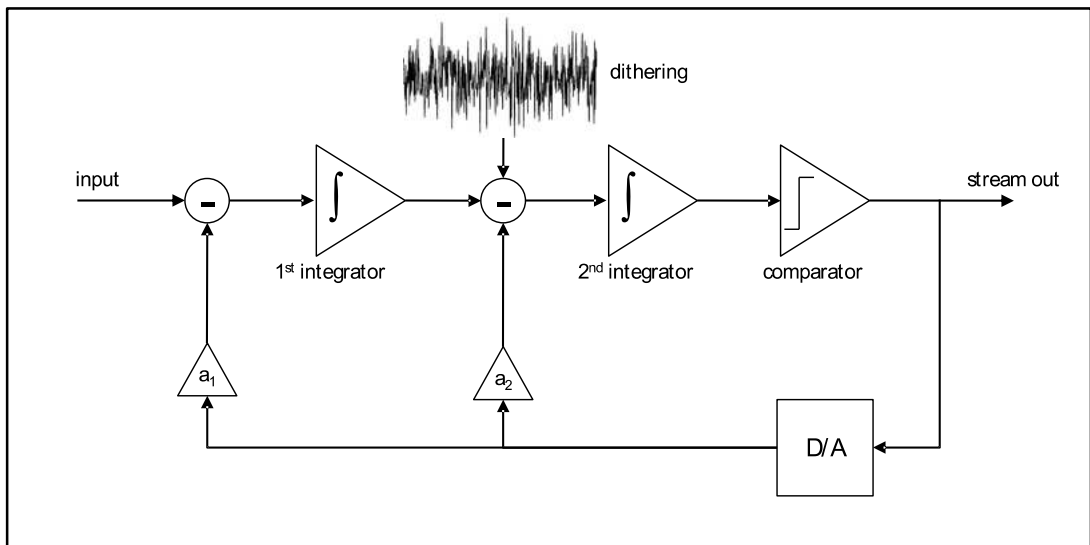 dithering
input
-
∫
-
∫
stream out
1st integrator
2nd integrator
comparator
a1
a2
D/A